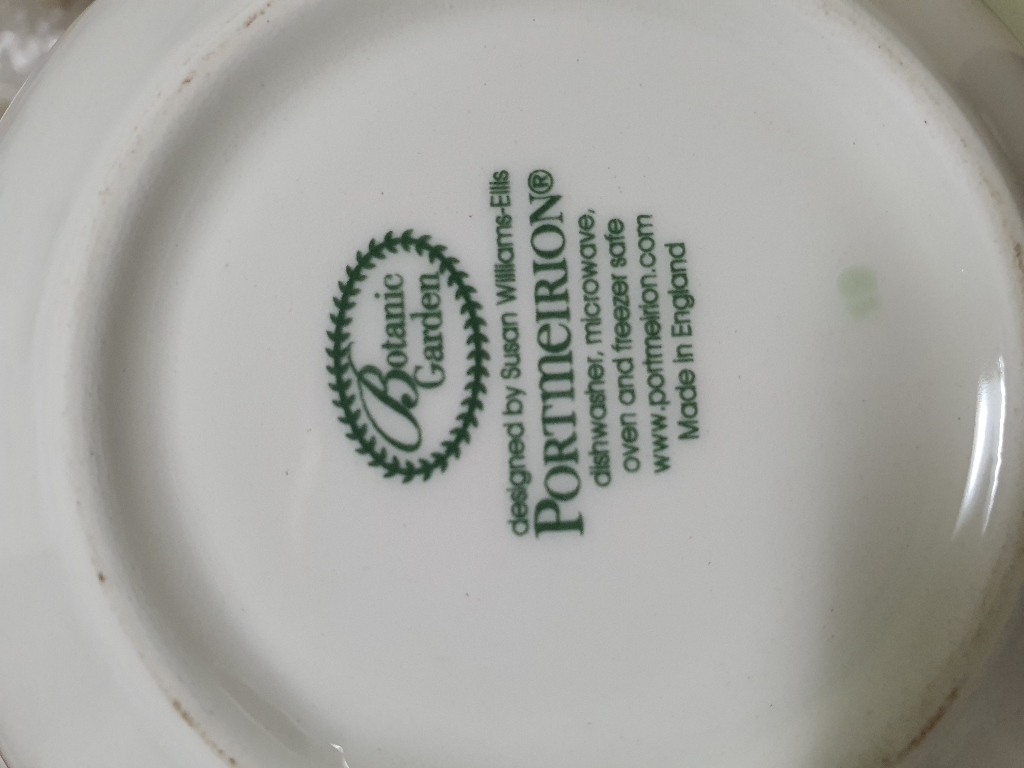 Botanic
Garden
designed by Susan Williams-Ellis
PORTMEIRION®
dishwasher, microwave,
oven and freezer safe
www.portmeirion.com
Made in England